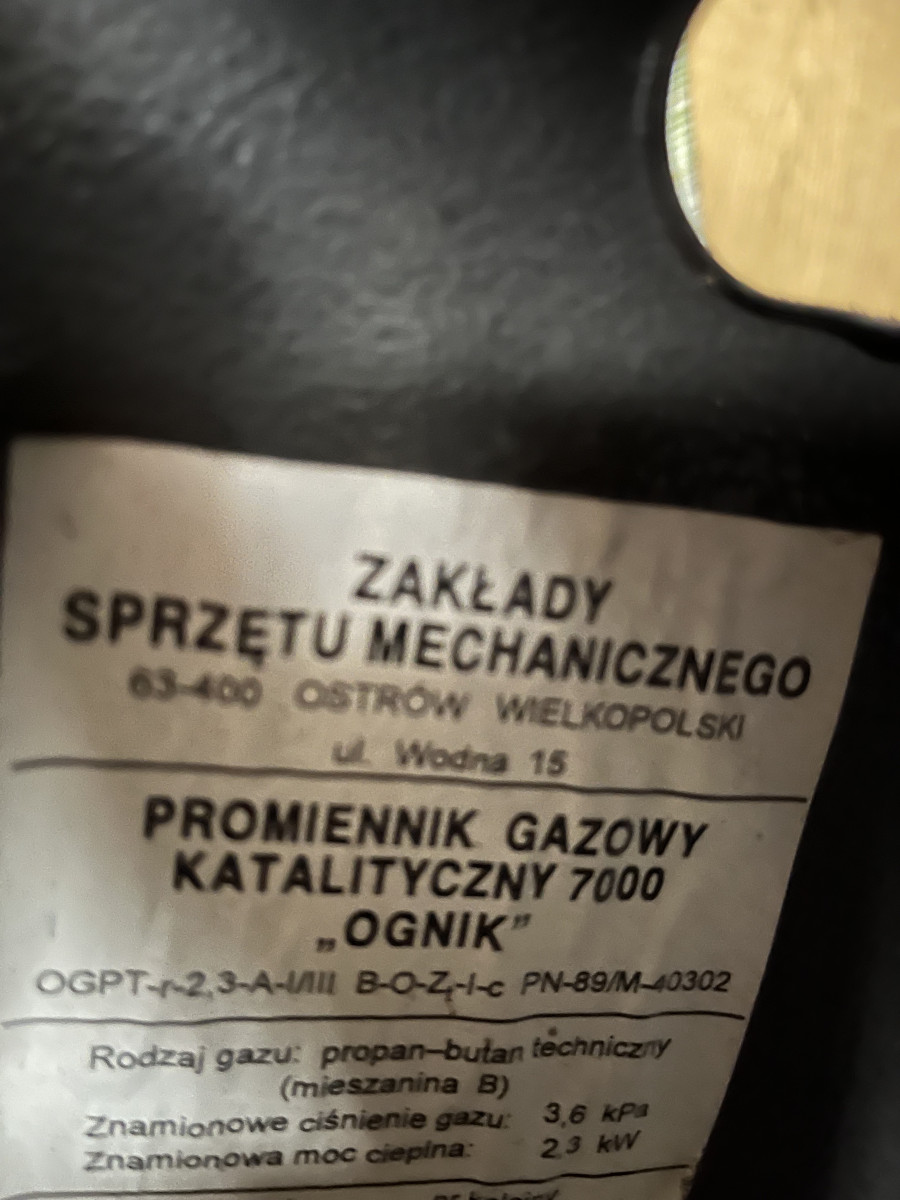 ZAKŁADY
SPRZĘTU MECHANICZNEGO
63-400 OSTRÓW WIELKOPOLSKI
ul. Wodna 15
PROMIENNIK GAZOWY
KATALITYCZNY 7000
„OGNIK”
OGPT-r-2,3-A-I/III B-O-Z-I-c PN-89/M-40302
Rodzaj gazu: propan-butan techniczny
(mieszanina B)
Znamionowe ciśnienie gazu: 3,6 kPa
Znamionowa moc cieplna: 2,3 kW